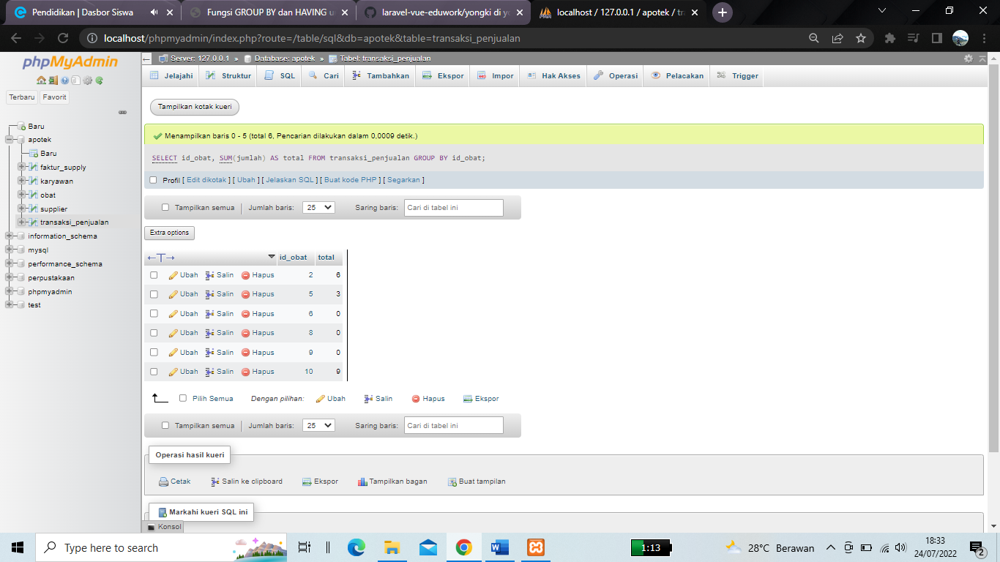 Pendidikan | Dasbor Siswa
Fungsi GROUP BY dan HAVING u
laravel-vue-eduwork/yongki di yo
localhost / 127.0.0.1 / apotek / tra
localhost/phpmyadmin/index.php?route=/table/sql&db=apotek&table=transaksi_penjualan
phpMyAdmin
Terbaru Favorit
Baru
apotek
Baru
faktur_supply
karyawan
obat
supplier
transaksi_penjualan
information_schema
mysql
performance_schema
perpustakaan
phpmyadmin
test
Server: 127.0.0.1 » Database: apotek » Tabel: transaksi_penjualan
Jelajahi Struktur SQL Cari Tambahkan Ekspor Impor Hak Akses Operasi Pelacakan Trigger
Tampilkan kotak kueri
Menampilkan baris 0 - 5 (total 6, Pencarian dilakukan dalam 0,0009 detik.)
SELECT id_obat, SUM(jumlah) AS total FROM transaksi_penjualan GROUP BY id_obat;
Profil [ Edit dikotak ] [ Ubah ] [ Jelaskan SQL ] [ Buat kode PHP ] [ Segarkan ]
Tampilkan semua Jumlah baris: 25 Saring baris: Cari di tabel ini
Extra options
←T→ id_obat total
Ubah Salin Hapus 2 6
Ubah Salin Hapus 5 3
Ubah Salin Hapus 6 0
Ubah Salin Hapus 8 0
Ubah Salin Hapus 9 0
Ubah Salin Hapus 10 9
Pilih Semua Dengan pilihan: Ubah Salin Hapus Ekspor
Tampilkan semua Jumlah baris: 25 Saring baris: Cari di tabel ini
Operasi hasil kueri
Cetak Salin ke clipboard Ekspor Tampilkan bagan Buat tampilan
Markahi kueri SQL ini
Konsol
Type here to search
1:13
28°C Berawan
18:33
24/07/2022
2